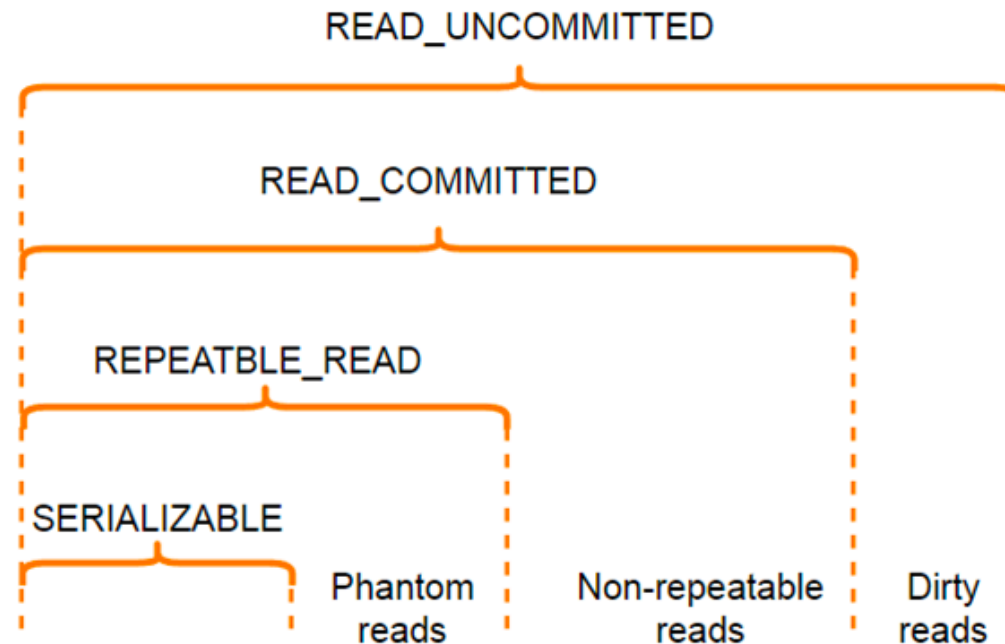 READ_UNCOMMITTED
READ_COMMITTED
REPEATBLE_READ
SERIALIZABLE
Phantom
reads
Non-repeatable
reads
Dirty
reads